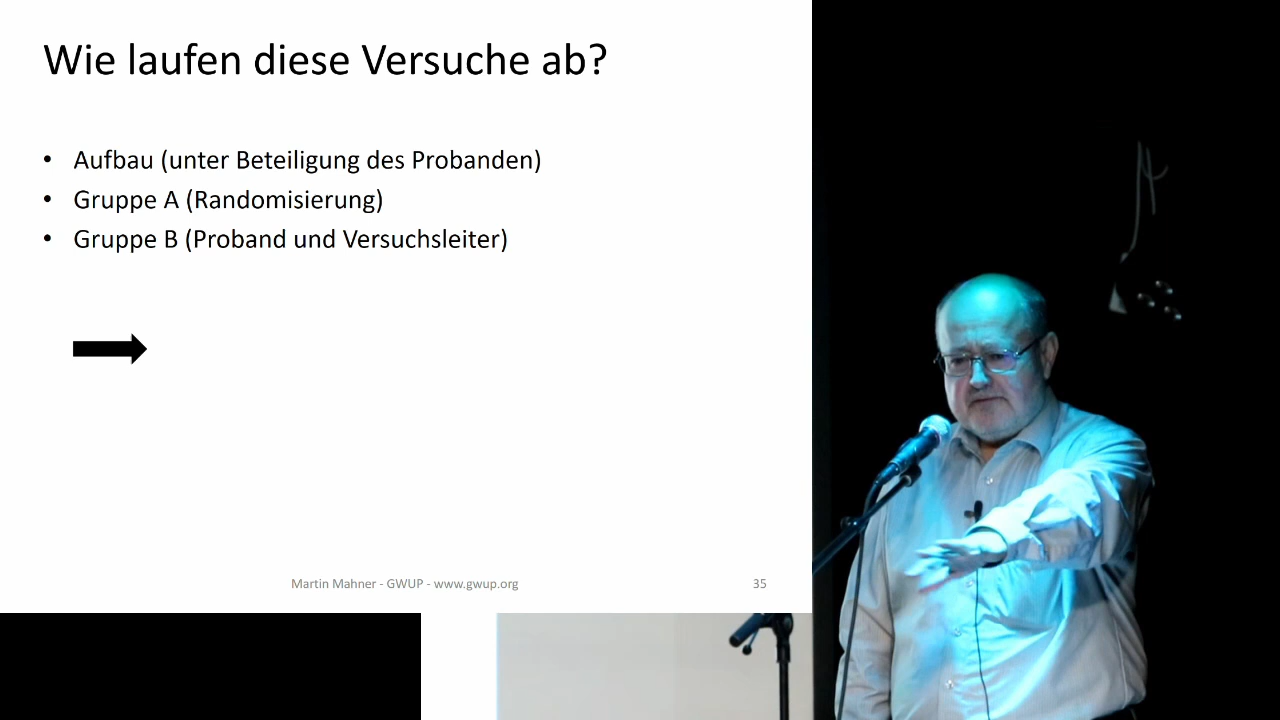 Wie laufen diese Versuche ab?
• Aufbau (unter Beteiligung des Probanden)
• Gruppe A (Randomisierung)
• Gruppe B (Proband und Versuchsleiter)
Martin Mahner - GWUP - www.gwup.org
35